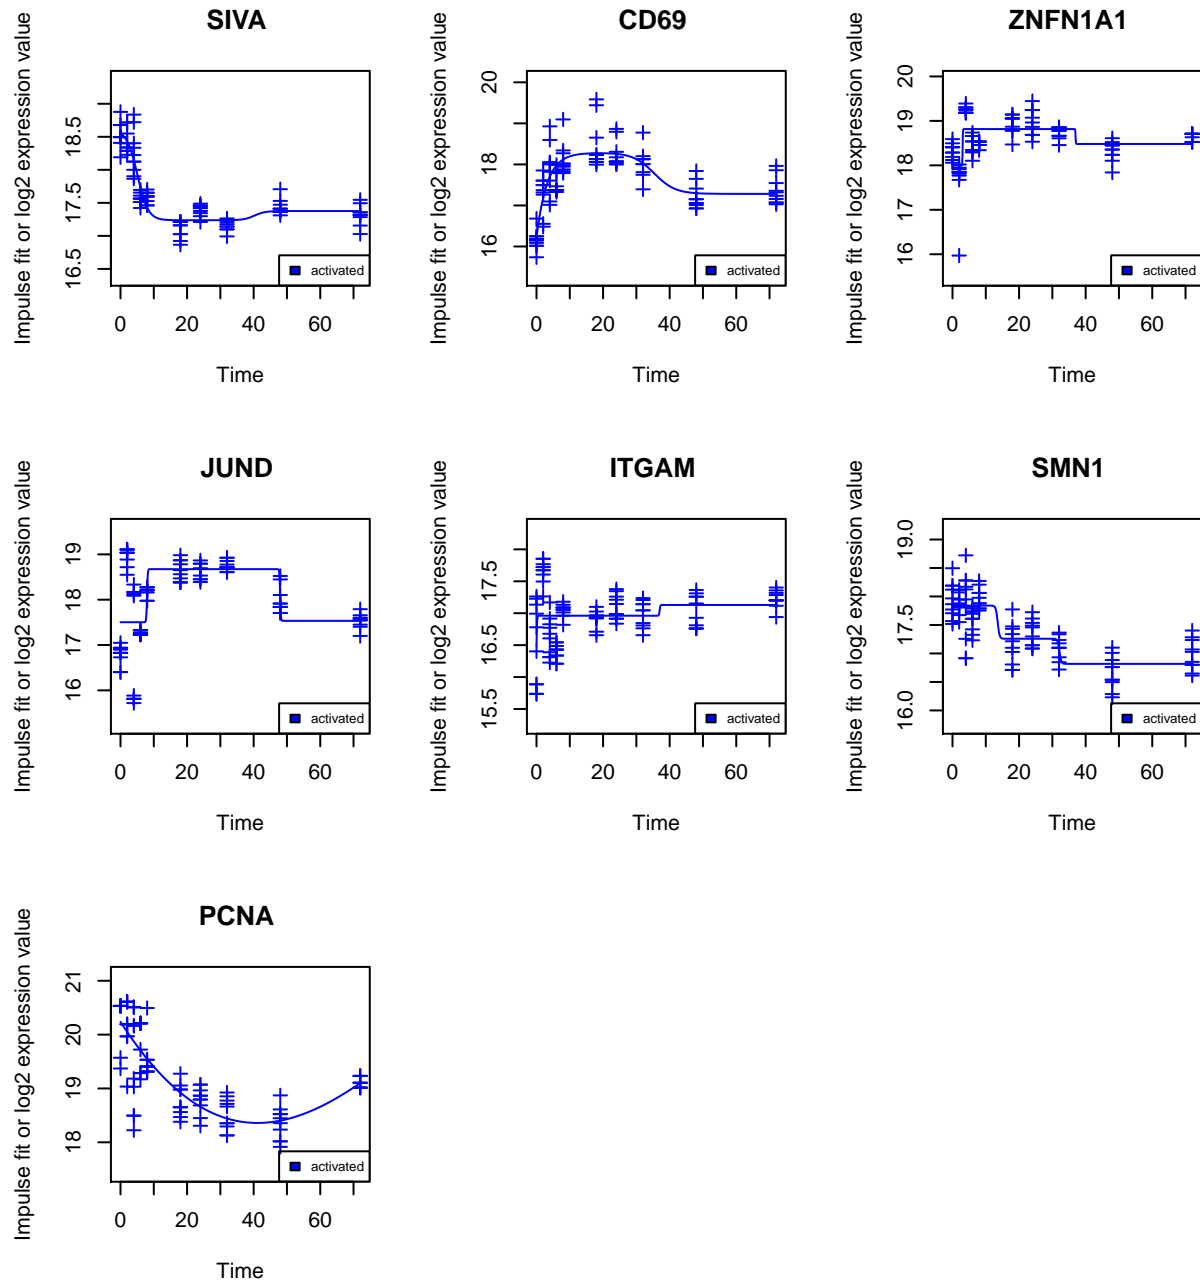 SIVA
Impulse fit or log2 expression value
16.5 17.5 18.5
0 20 40 60
Time
activated
CD69
Impulse fit or log2 expression value
16 18 20
0 20 40 60
Time
activated
ZNFN1A1
Impulse fit or log2 expression value
16 17 18 19 20
0 20 40 60
Time
activated
JUND
Impulse fit or log2 expression value
16 17 18 19
0 20 40 60
Time
activated
ITGAM
Impulse fit or log2 expression value
15.5 16.5 17.5
0 20 40 60
Time
activated
SMN1
Impulse fit or log2 expression value
16.0 17.5 19.0
0 20 40 60
Time
activated
PCNA
Impulse fit or log2 expression value
18 19 20 21
0 20 40 60
Time
activated